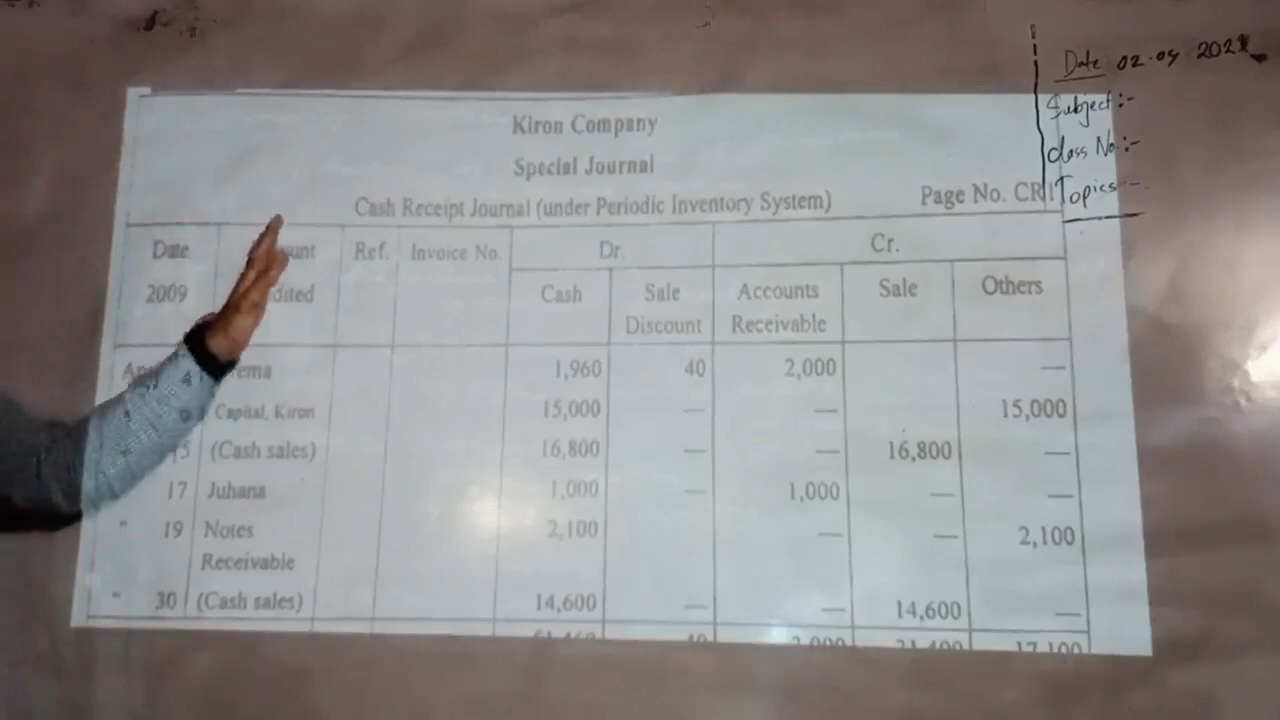 Date 02.04 202
Subject:-
Class No.:-
Topics -
Kiron Company
Special Journal
Cash Receipt Journal (under Periodic Inventory System) Page No. CR1
Date Ref. Invoice No. Dr. Cr.
2009 Cash Sale Discount Accounts Receivable Sale Others
1,960 40 2,000 —
Capital, Kiron 15,000 — — 15,000
(Cash sales) 16,800 — — 16,800 —
17 Juhana 1,000 — 1,000 — —
" 19 Notes Receivable 2,100 — — 2,100
" 30 (Cash sales) 14,600 — — 14,600 —